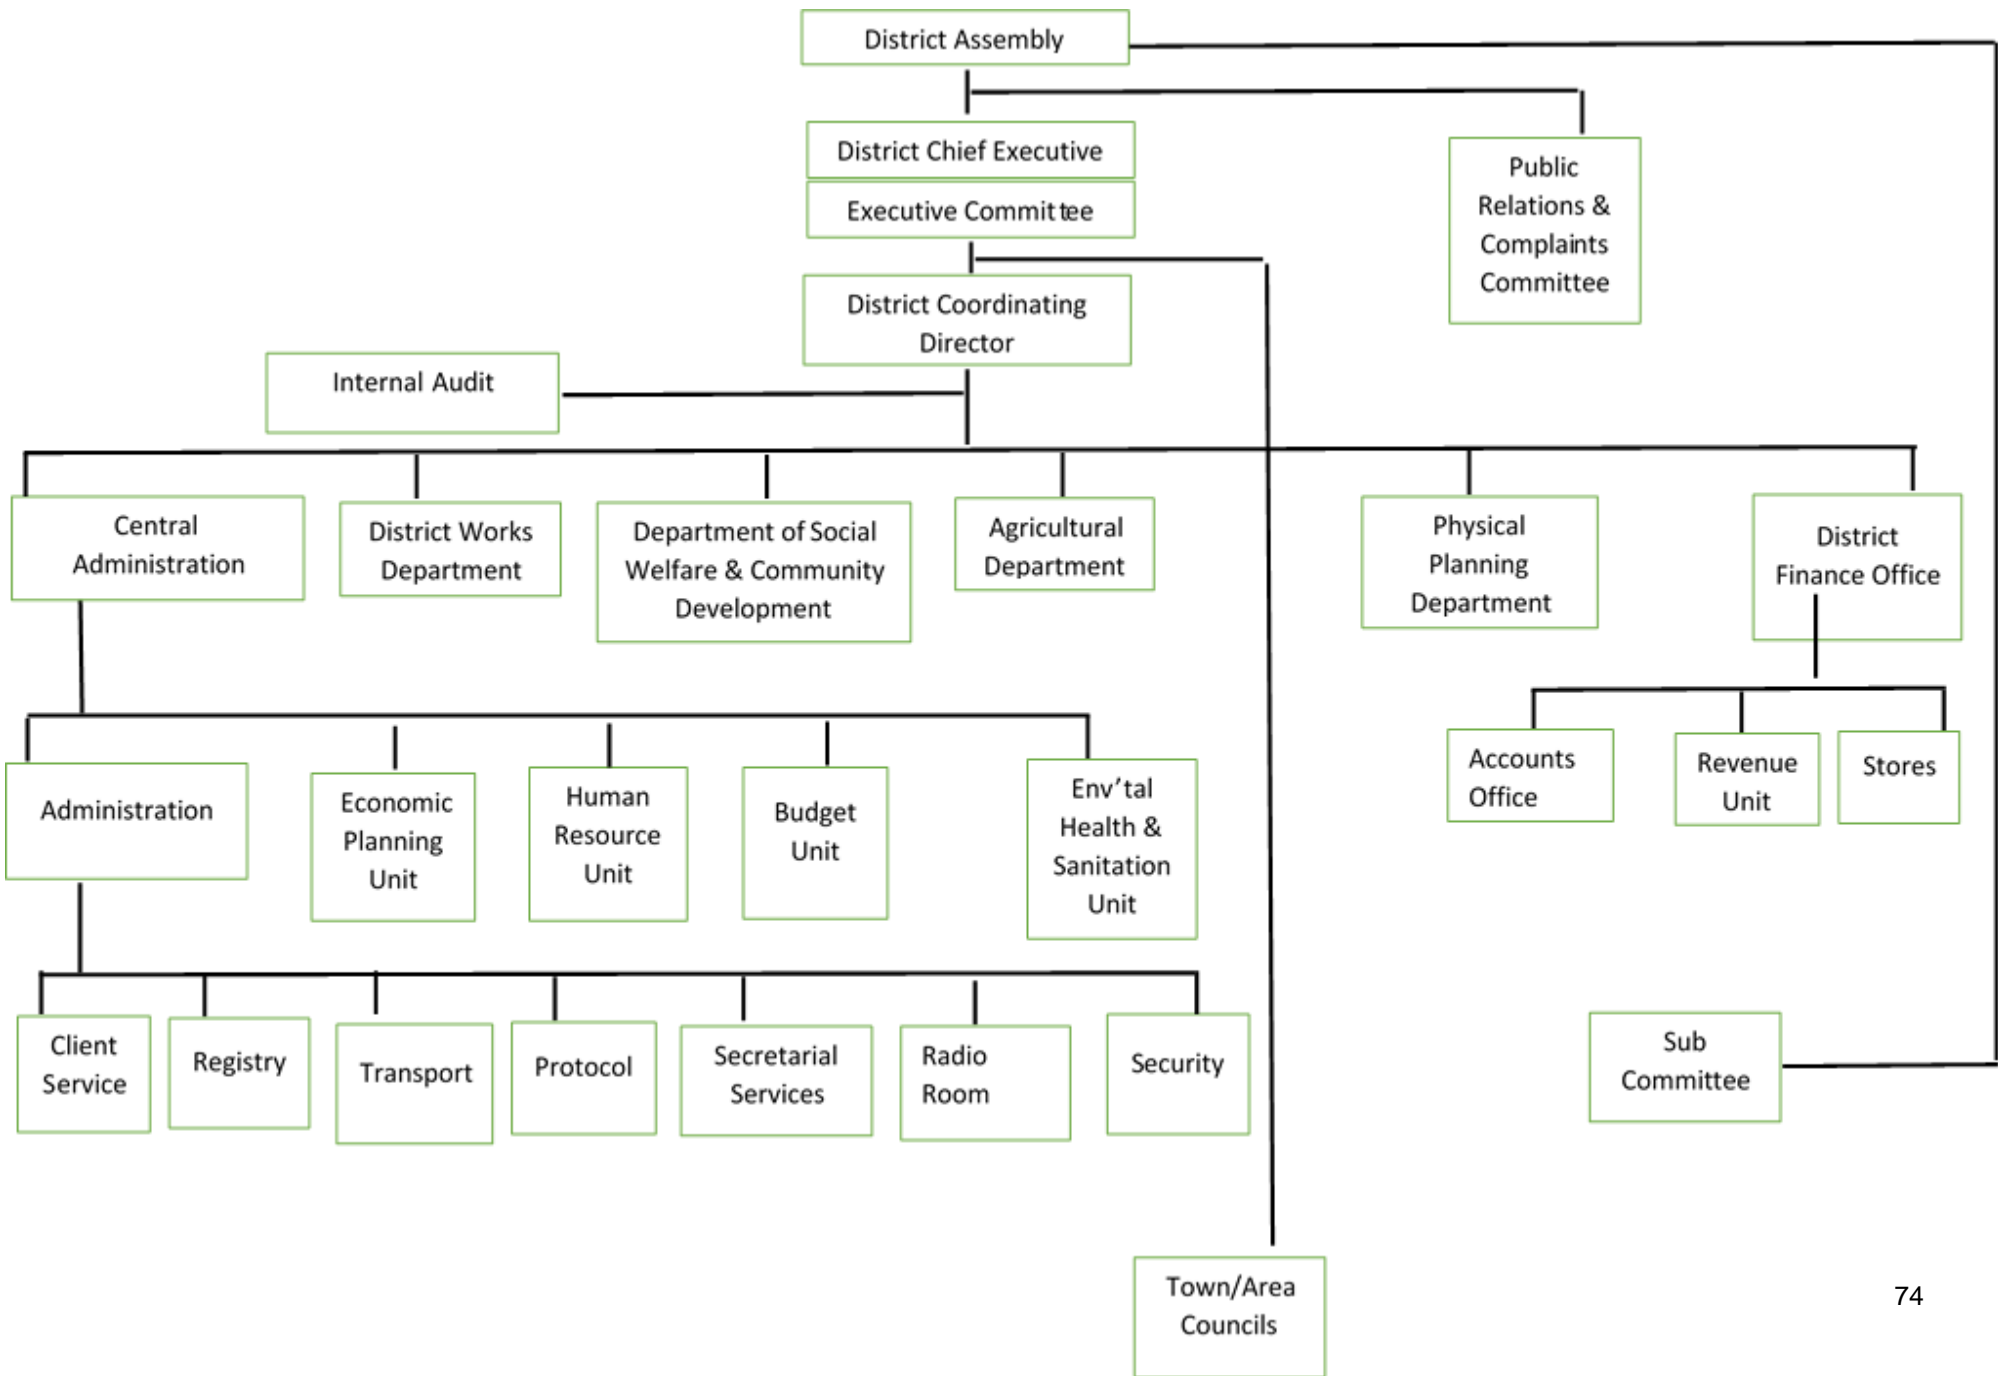 District Assembly
District Chief Executive
Executive Committee
Public
Relations &
Complaints
Committee
District Coordinating
Director
Internal Audit
Central
Administration
District Works
Department
Department of Social
Welfare & Community
Development
Agricultural
Department
Physical
Planning
Department
District
Finance Office
Accounts
Office
Revenue
Unit
Stores
Administration
Economic
Planning
Unit
Human
Resource
Unit
Budget
Unit
Env'tal
Health &
Sanitation
Unit
Client
Service
Registry
Transport
Protocol
Secretarial
Services
Radio
Room
Security
Sub
Committee
Town/Area
Councils
74